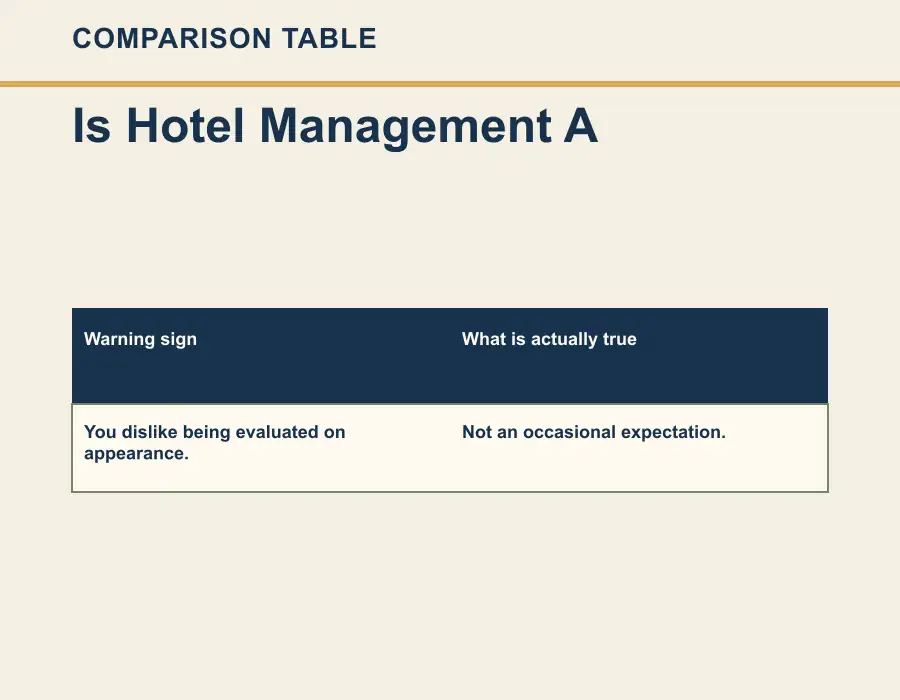 COMPARISON TABLE
Is Hotel Management A
Warning sign
What is actually true
You dislike being evaluated on
appearance.
Not an occasional expectation.